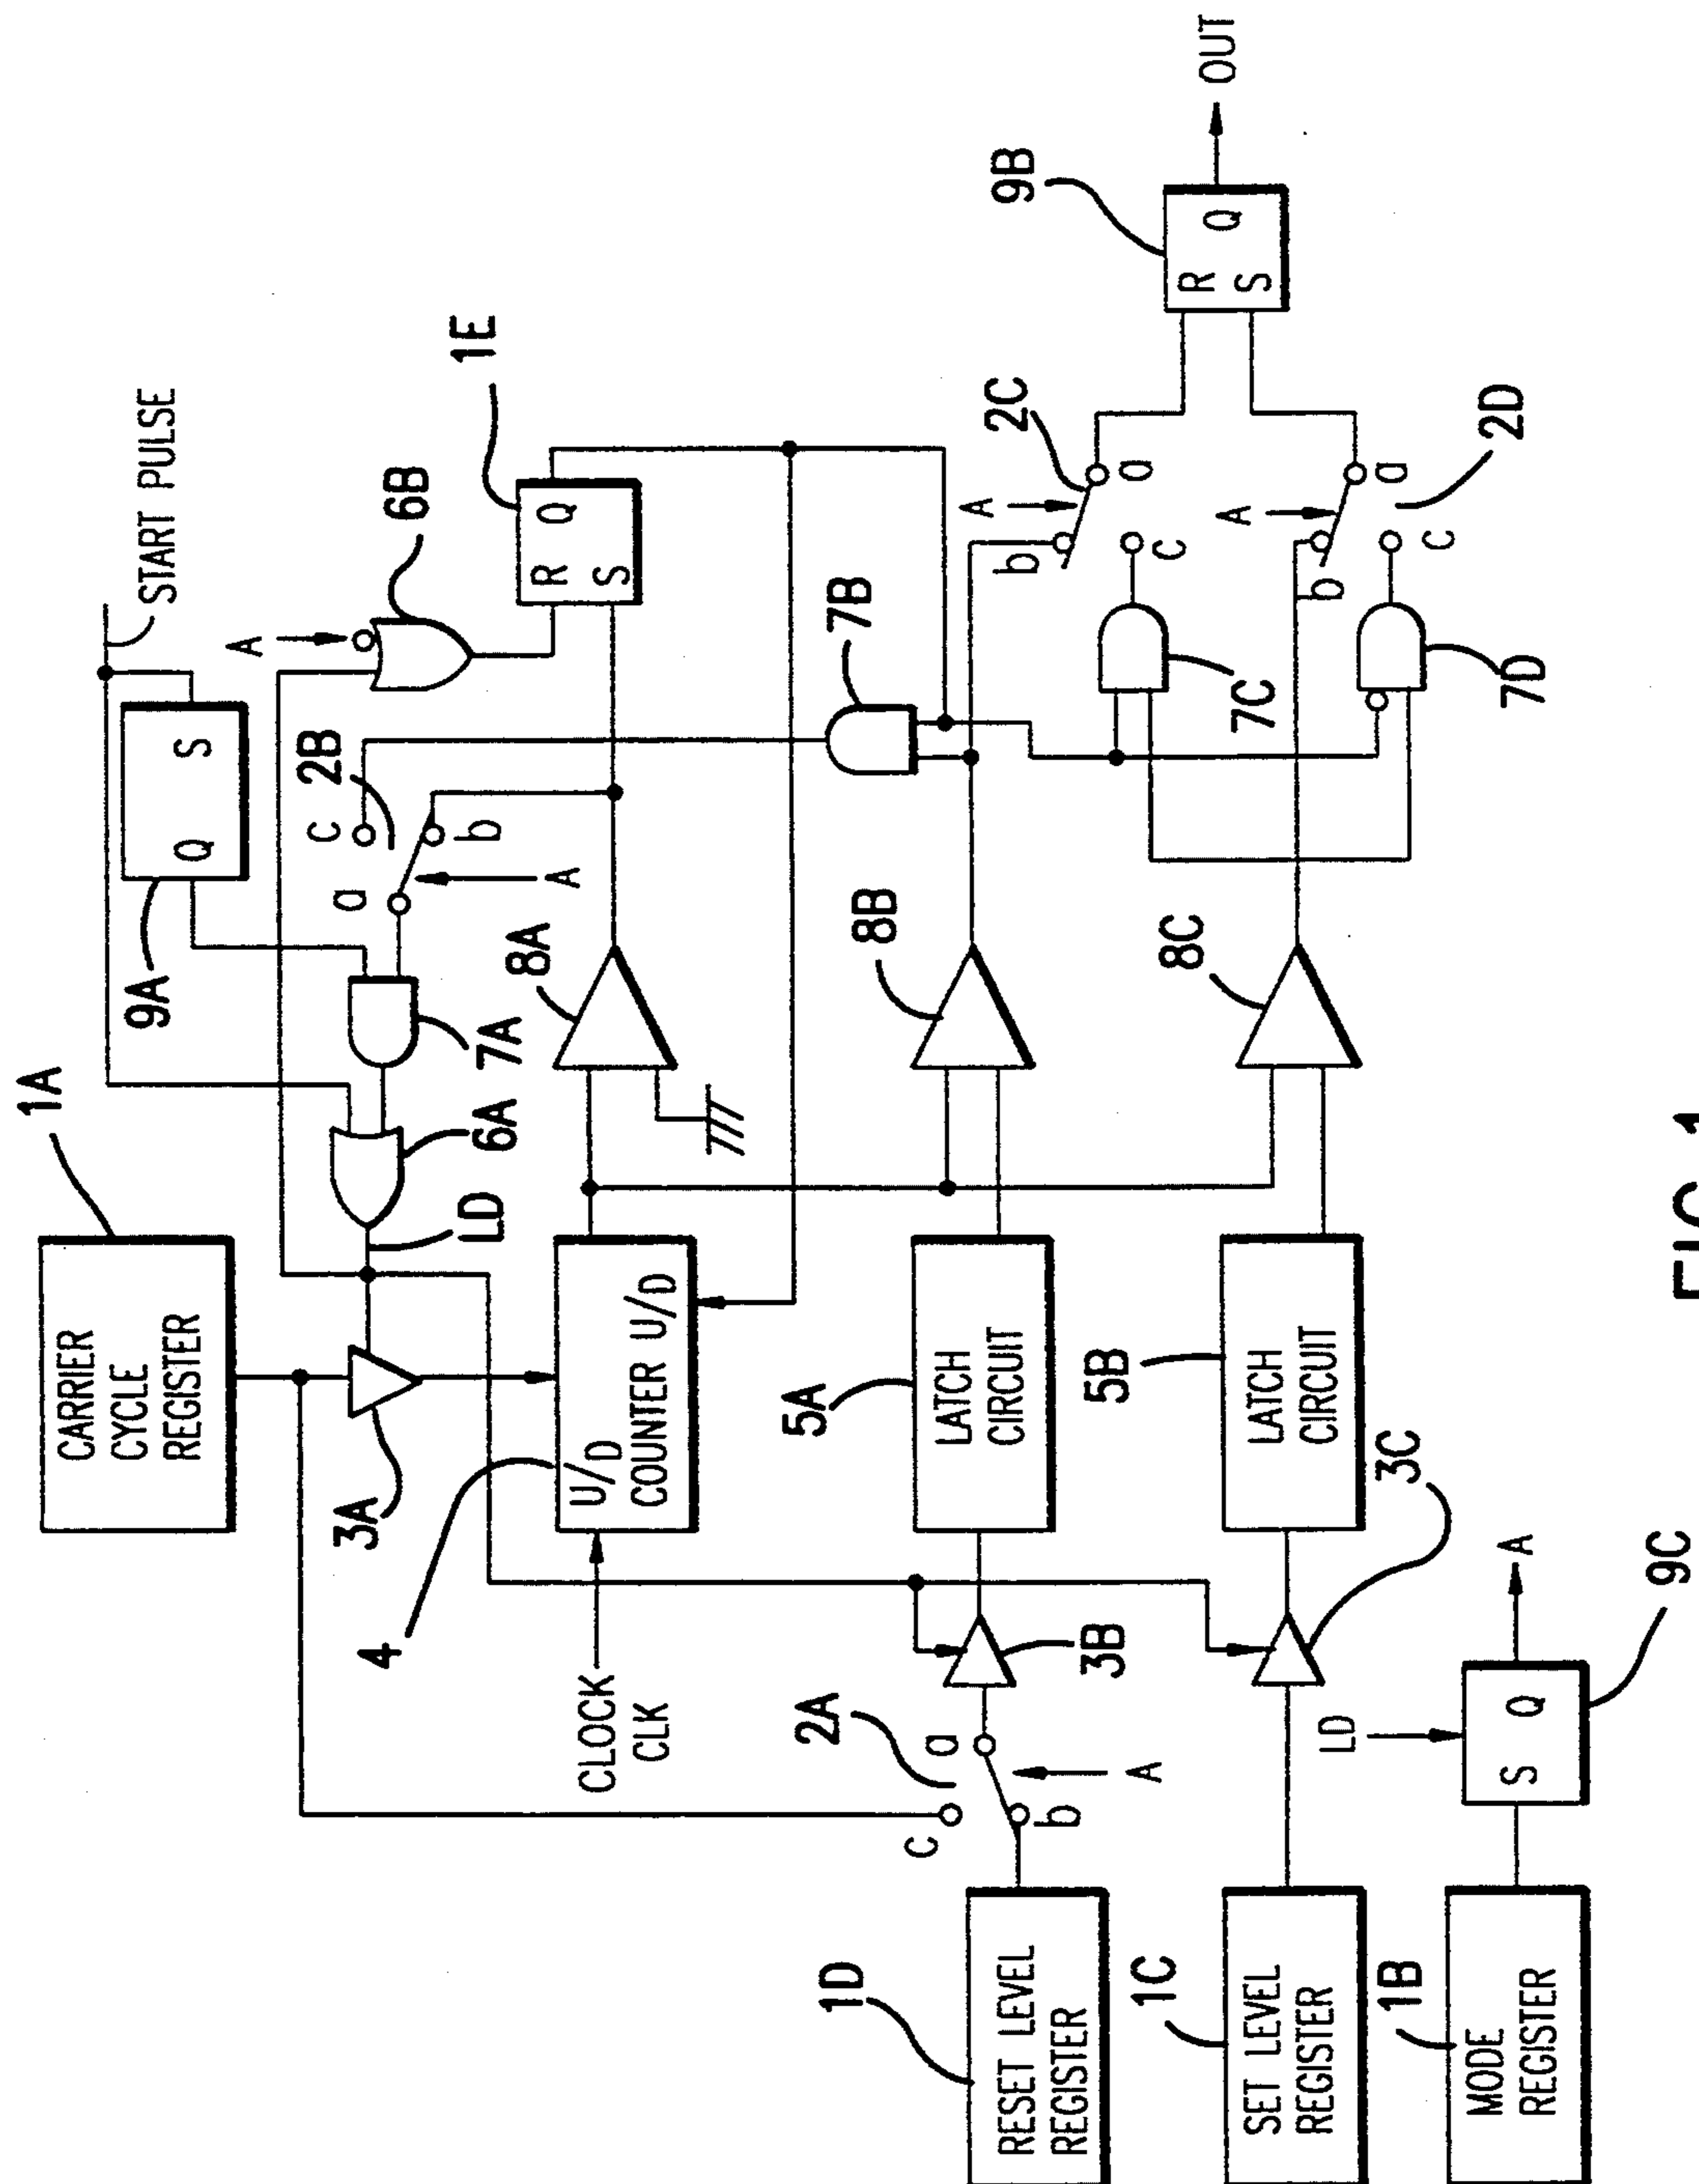 1A
CARRIER
CYCLE
REGISTER
START PULSE
9A
Q S
2B
c
a
b
A
A
6B
1E
R Q
S
7A
6A
LD
3A
4
U/D
COUNTER U/D
CLOCK
CLK
8A
7B
2A
c
a
b
A
3B
5A
LATCH
CIRCUIT
8B
2C
A
b
a
c
7C
9B
R Q
S
OUT
1D
RESET LEVEL
REGISTER
1C
SET LEVEL
REGISTER
3C
5B
LATCH
CIRCUIT
8C
A
b
a
c
2D
7D
1B
MODE
REGISTER
LD
S Q
A
9C